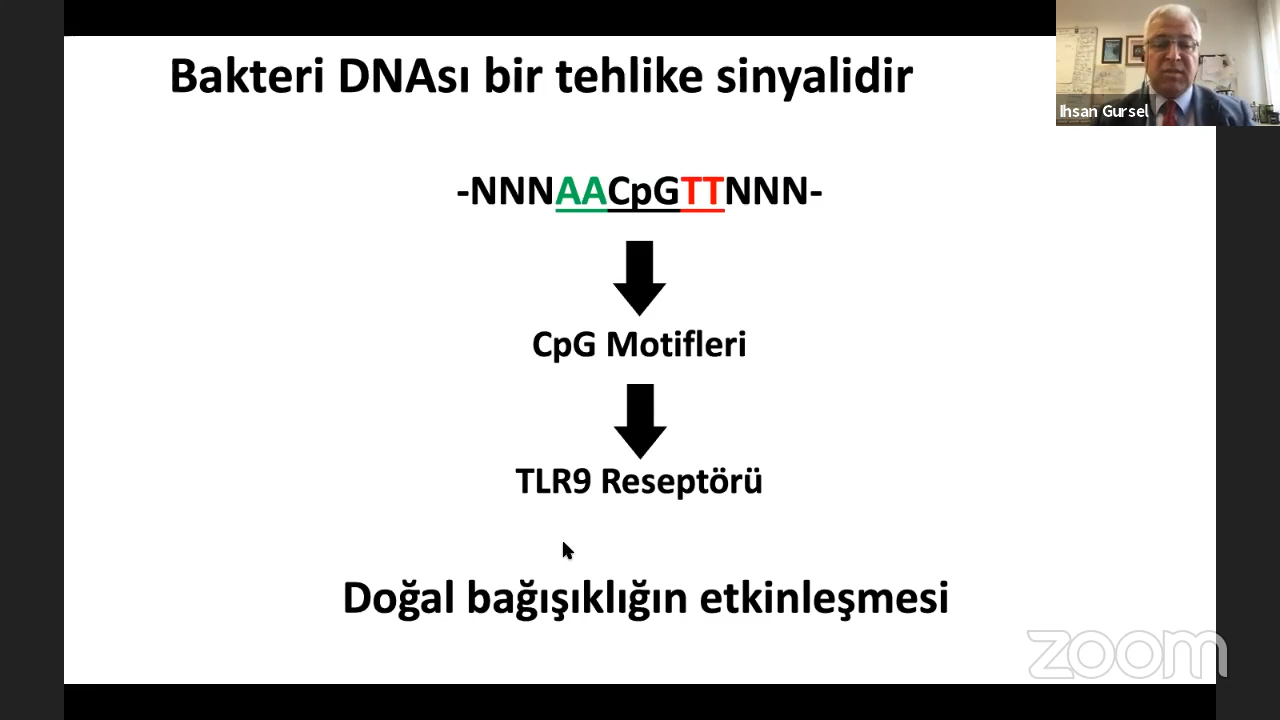 Bakteri DNAsı bir tehlike sinyalidir
Ihsan Gursel
-NNNAACpGTTNNN-
CpG Motifleri
TLR9 Reseptörü
Doğal bağışıklığın etkinleşmesi
zoom